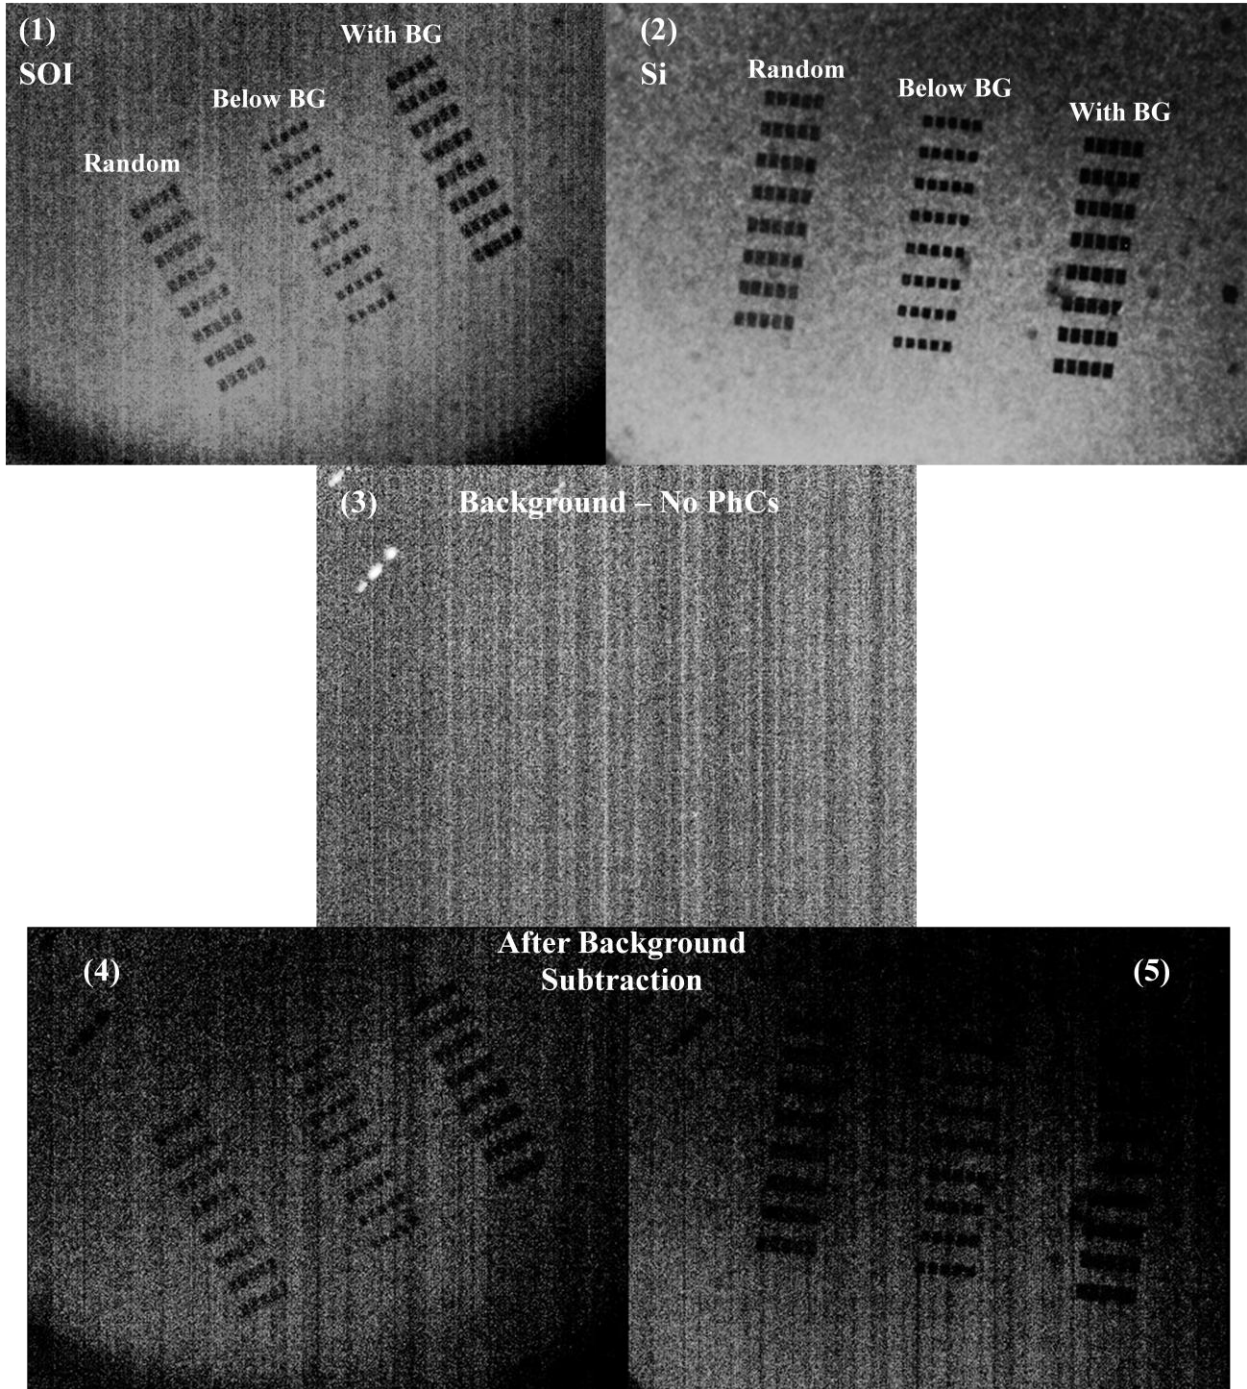 (1)
SOI
Random
Below BG
With BG
(2)
Si
Random
Below BG
With BG
(3)
Background – No PhCs
After Background
Subtraction
(4)
(5)